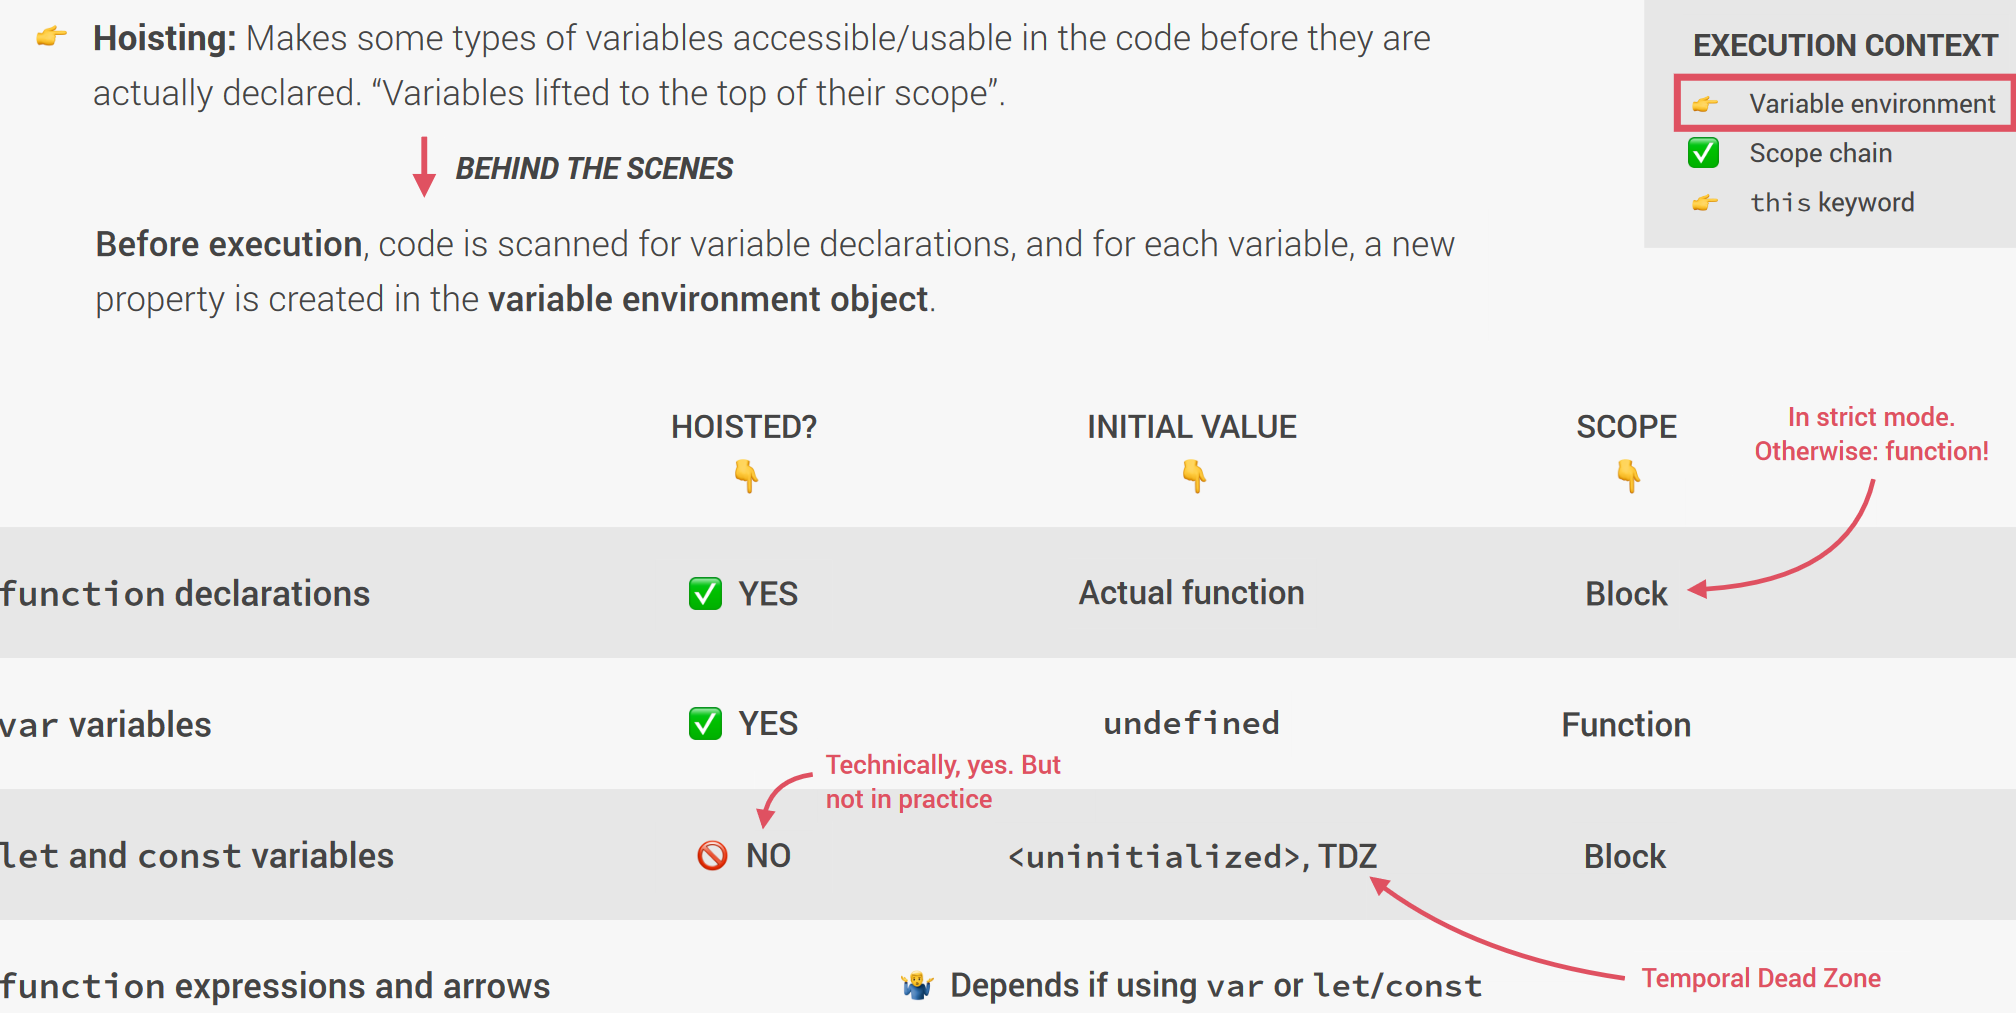 Hoisting: Makes some types of variables accessible/usable in the code before they are
actually declared. “Variables lifted to the top of their scope”.
BEHIND THE SCENES
Before execution, code is scanned for variable declarations, and for each variable, a new
property is created in the variable environment object.
EXECUTION CONTEXT
Variable environment
Scope chain
this keyword
HOISTED?
INITIAL VALUE
SCOPE
In strict mode.
Otherwise: function!
function declarations
YES
Actual function
Block
var variables
YES
undefined
Function
Technically, yes. But
not in practice
let and const variables
NO
<uninitialized>, TDZ
Block
Temporal Dead Zone
function expressions and arrows
Depends if using var or let/const